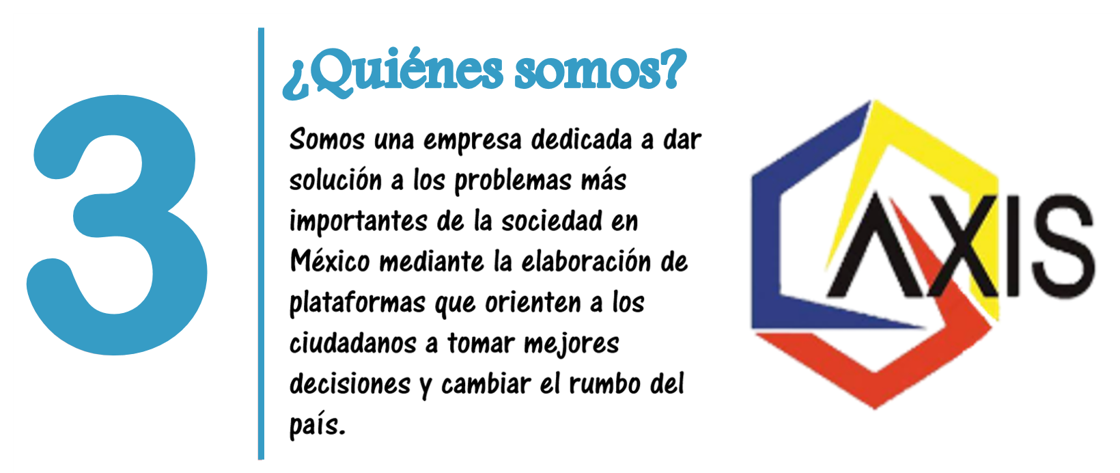 3
¿Quiénes somos?
Somos una empresa dedicada a dar
solución a los problemas más
importantes de la sociedad en
México mediante la elaboración de
plataformas que orienten a los
ciudadanos a tomar mejores
decisiones y cambiar el rumbo del
país.
AXIS